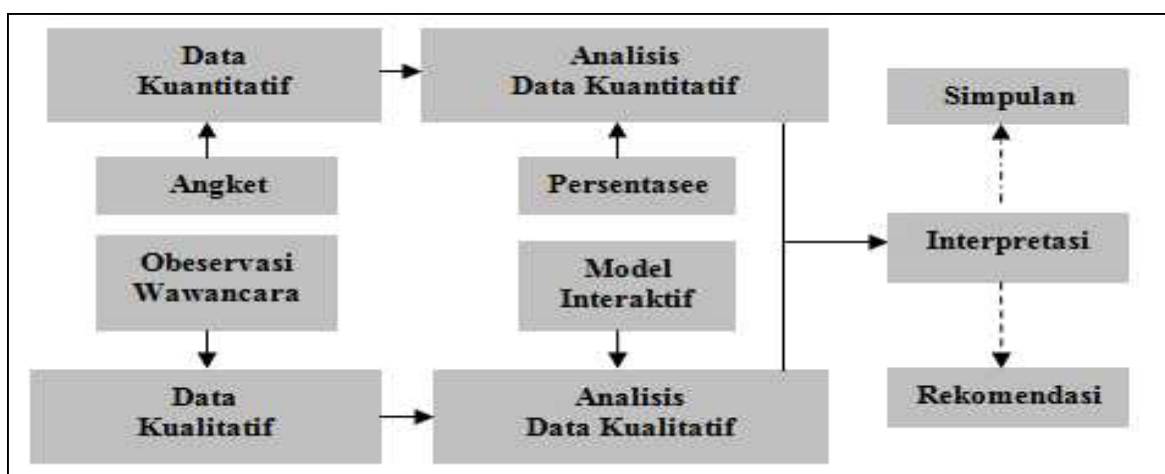 Data
Kuantitatif
Analisis
Data Kuantitatif
Simpulan
Angket
Persentasee
Interpretasi
Obeservasi
Wawancara
Model
Interaktif
Data
Kualitatif
Analisis
Data Kualitatif
Rekomendasi